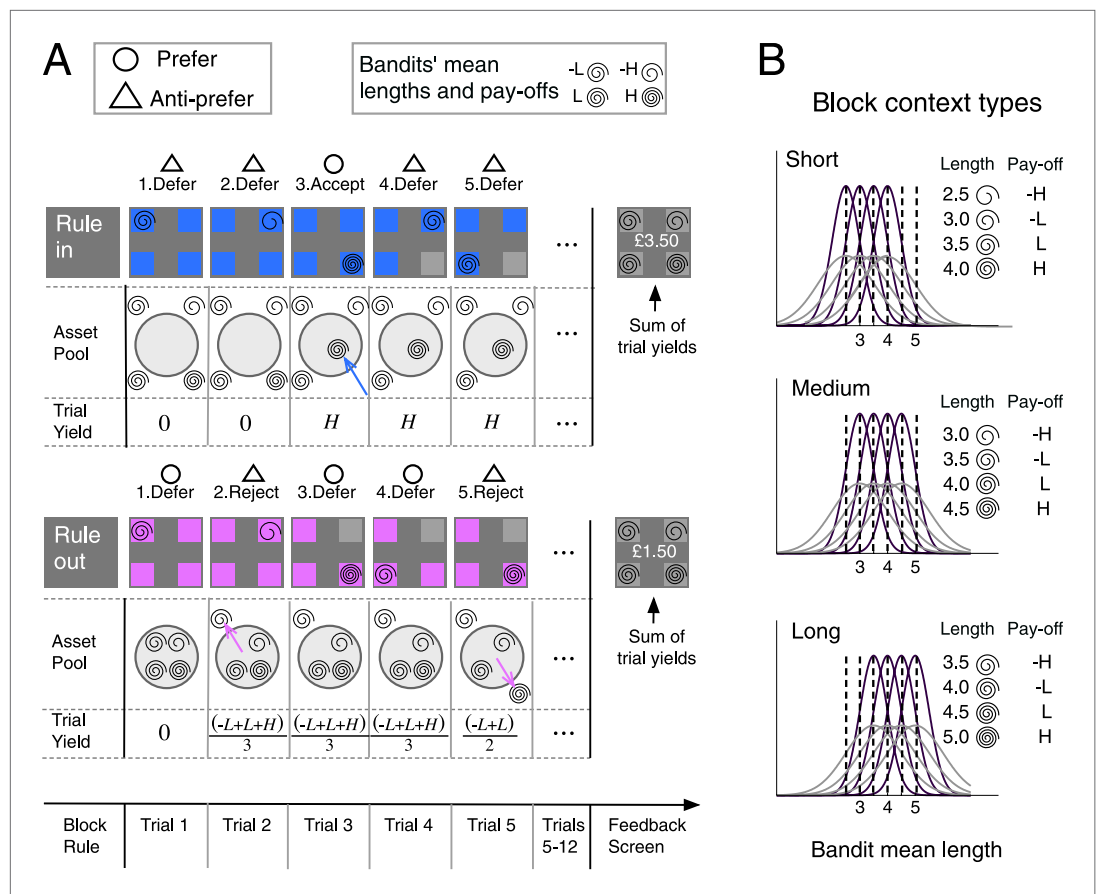 A
Prefer
Anti-prefer
Bandits' mean
lengths and pay-offs
-L -H
L H
1.Defer 2.Defer 3.Accept 4.Defer 5.Defer
Rule
in
...
£3.50
Asset
Pool
...
Sum of
trial yields
Trial
Yield
0 0 H H H ...
1.Defer 2.Reject 3.Defer 4.Defer 5.Reject
Rule
out
...
£1.50
Asset
Pool
...
Sum of
trial yields
Trial
Yield
0 (-L+L+H)/3 (-L+L+H)/3 (-L+L+H)/3 (-L+L)/2 ...
Block
Rule
Trial 1 Trial 2 Trial 3 Trial 4 Trial 5
Trials
5-12
Feedback
Screen
B
Block context types
Short
Length Pay-off
2.5 -H
3.0 -L
3.5 L
4.0 H
3 4 5
Medium
Length Pay-off
3.0 -H
3.5 -L
4.0 L
4.5 H
3 4 5
Long
Length Pay-off
3.5 -H
4.0 -L
4.5 L
5.0 H
3 4 5
Bandit mean length